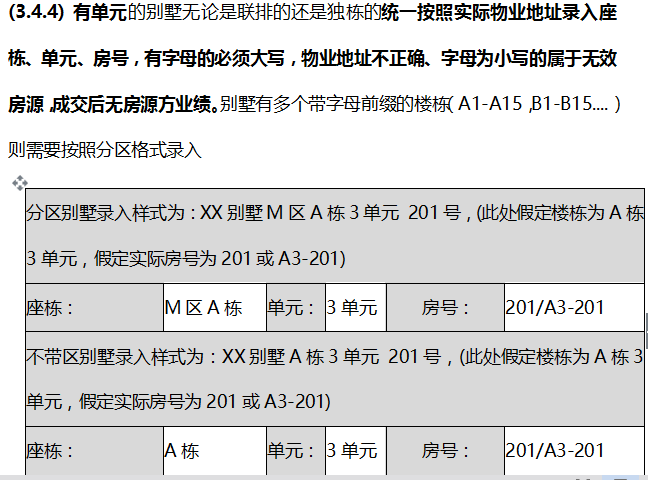 (3.4.4) 有单元的别墅无论是联排的还是独栋的统一按照实际物业地址录入座
栋、单元、房号，有字母的必须大写，物业地址不正确、字母为小写的属于无效
房源，成交后无房源方业绩。别墅有多个带字母前缀的楼栋( A1-A15 ,B1-B15.... )
则需要按照分区格式录入
分区别墅录入样式为：XX 别墅 M 区 A 栋 3 单元 201 号，(此处假定楼栋为 A 栋
3 单元，假定实际房号为 201 或 A3-201)
座栋： M 区 A 栋 单元： 3 单元 房号： 201/A3-201
不带区别墅录入样式为：XX 别墅 A 栋 3 单元 201 号，(此处假定楼栋为 A 栋 3
单元，假定实际房号为 201 或 A3-201)
座栋： A 栋 单元： 3 单元 房号： 201/A3-201